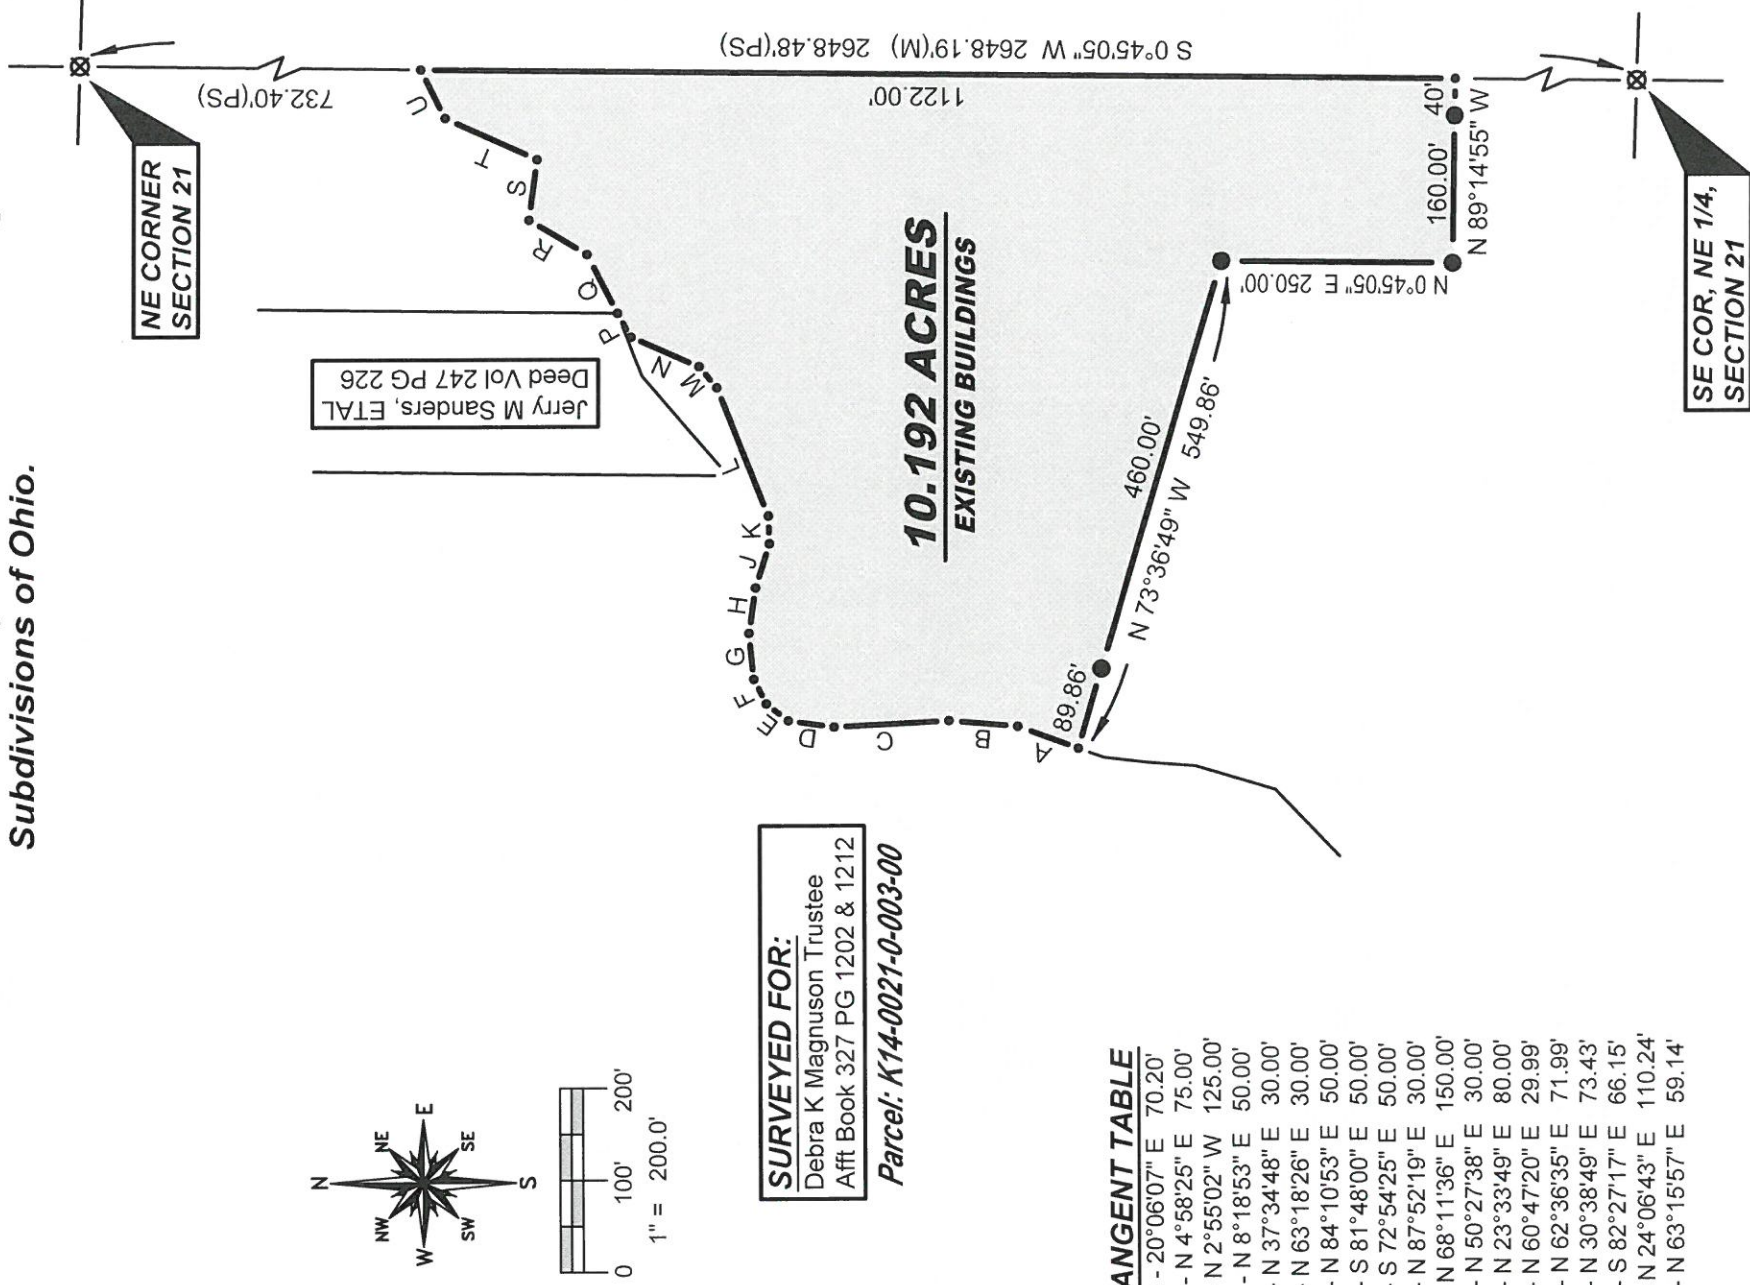 Subdivisions of Ohio.
NE CORNER
SECTION 21
732.40'(PS)
S 0°45'05" W 2648.19'(M) 2648.48'(PS)
1122.00'
40'
160.00'
N 89°14'55" W
N 0°45'05" E 250.00'
SE COR, NE 1/4,
SECTION 21
Jerry M Sanders, ETAL
Deed Vol 247 PG 226
10.192 ACRES
EXISTING BUILDINGS
460.00'
N 73°36'49" W 549.86'
89.86'
A
B
C
D
E
F
G
H
J
K
L
M
N
P
Q
R
S
T
U
N
NE
E
SE
S
SW
W
NW
0 100' 200'
1" = 200.0'
SURVEYED FOR:
Debra K Magnuson Trustee
Afft Book 327 PG 1202 & 1212
Parcel: K14-0021-0-003-00
ANGENT TABLE
- 20°06'07" E 70.20'
- N 4°58'25" E 75.00'
N 2°55'02" W 125.00'
- N 8°18'53" E 50.00'
- N 37°34'48" E 30.00'
- N 63°18'26" E 30.00'
- N 84°10'53" E 50.00'
- S 81°48'00" E 50.00'
- S 72°54'25" E 50.00'
- N 87°52'19" E 30.00'
N 68°11'36" E 150.00'
- N 50°27'38" E 30.00'
- N 23°33'49" E 80.00'
- N 60°47'20" E 29.99'
- N 62°36'35" E 71.99'
- N 30°38'49" E 73.43'
- S 82°27'17" E 66.15'
N 24°06'43" E 110.24'
- N 63°15'57" E 59.14'